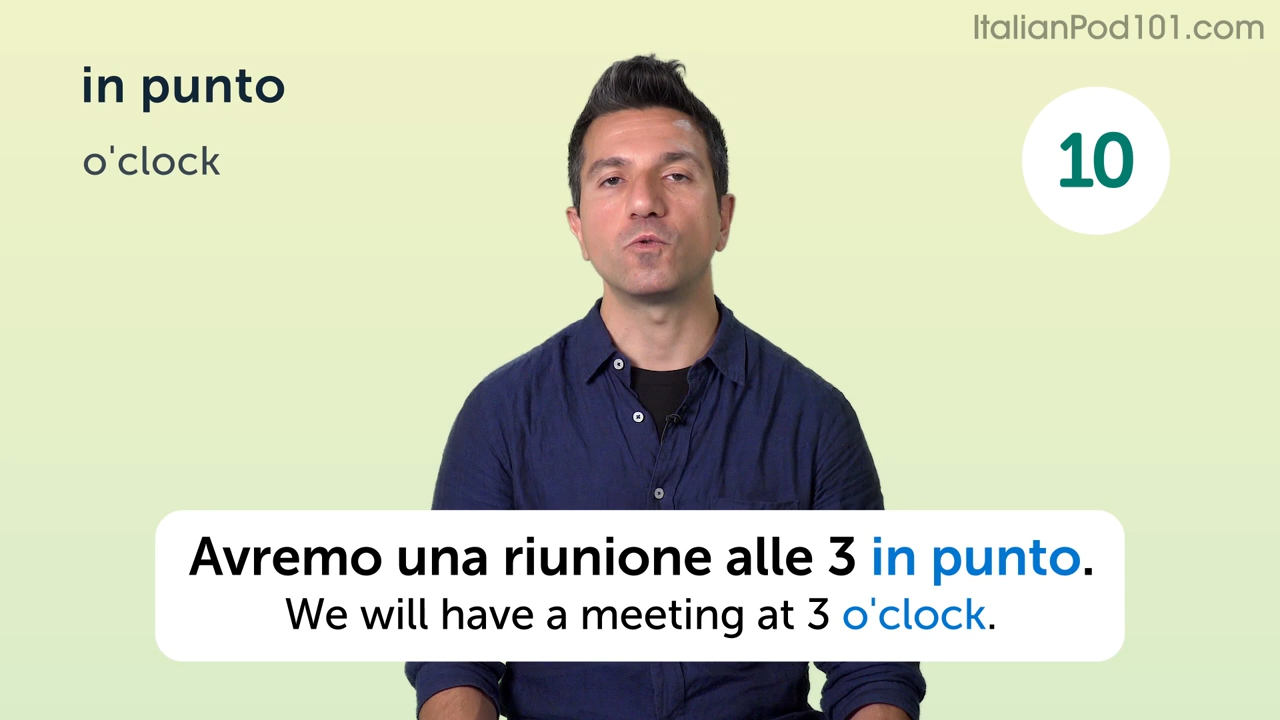 ItalianPod101.com
in punto
o'clock
10
Avremo una riunione alle 3 in punto.
We will have a meeting at 3 o'clock.